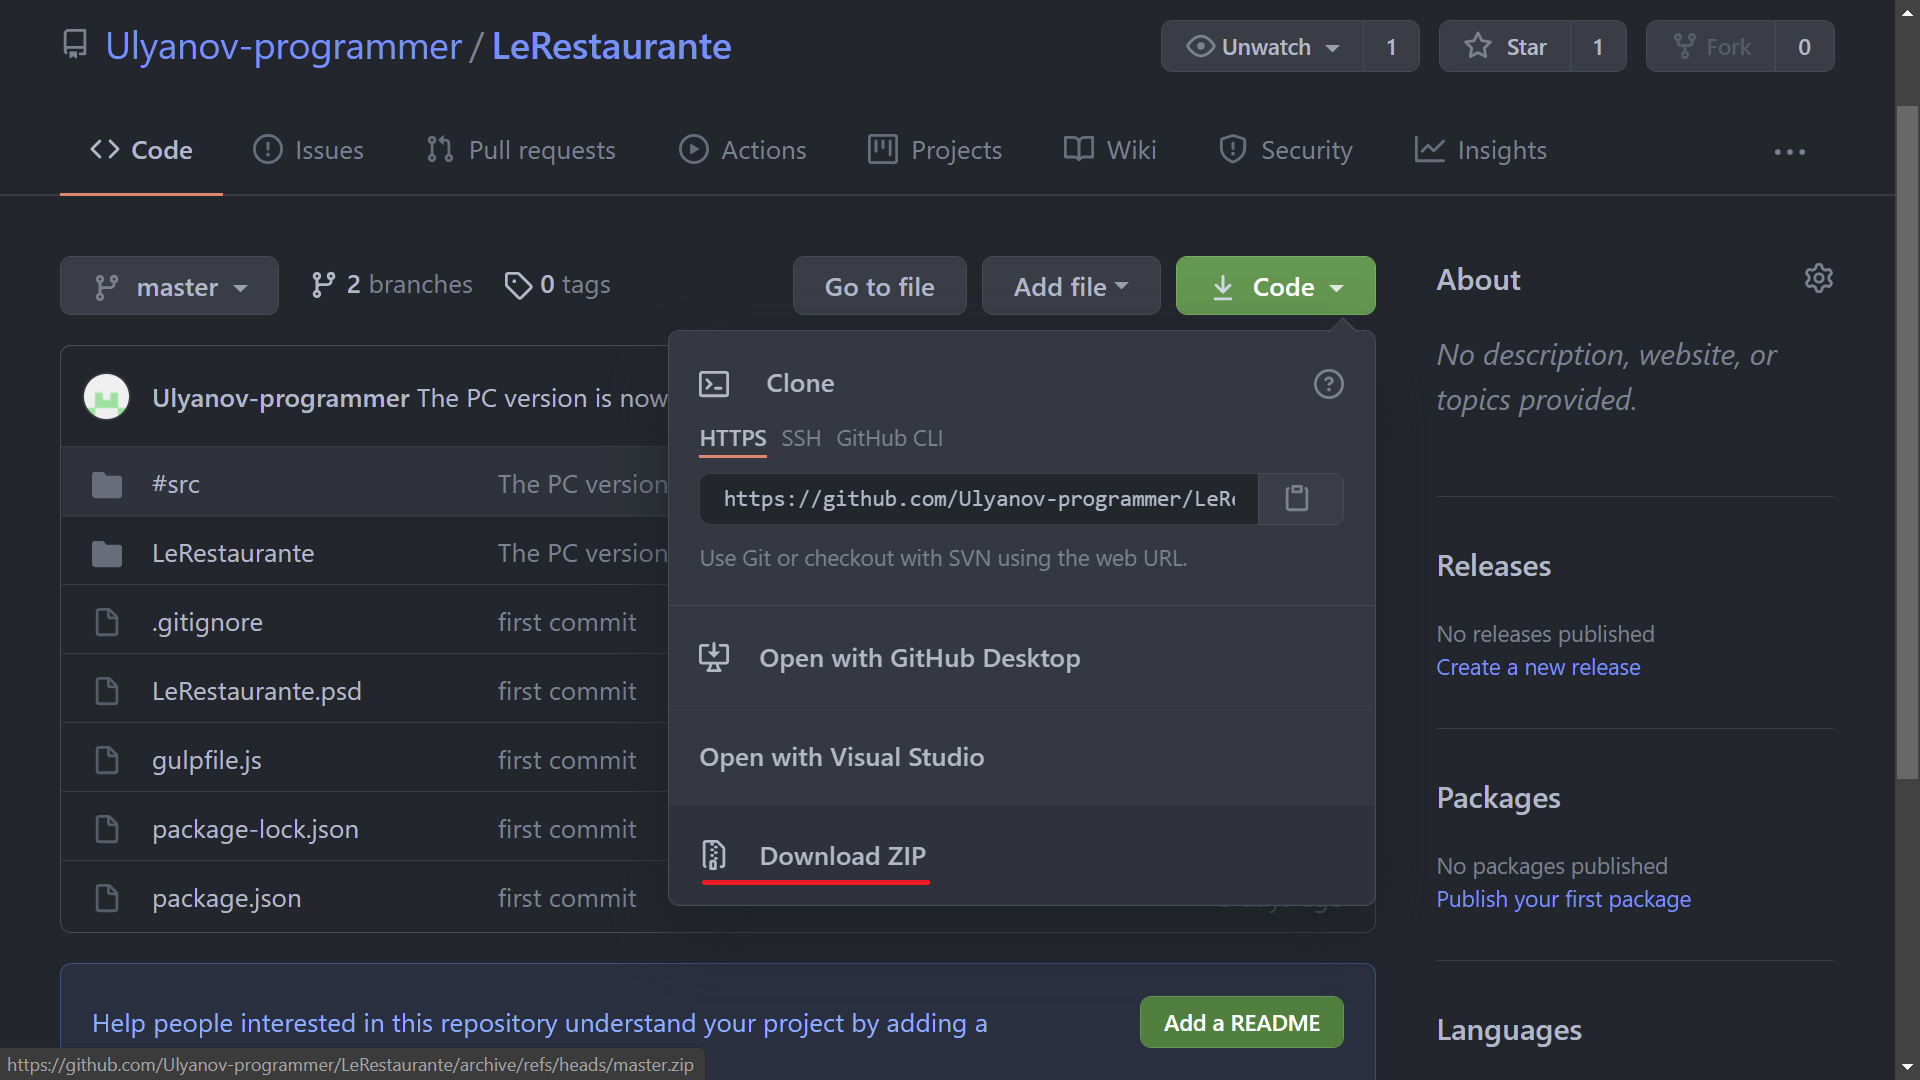 Ulyanov-programmer / LeRestaurante
Unwatch 1 Star 1 Fork 0
Code Issues Pull requests Actions Projects Wiki Security Insights
master 2 branches 0 tags Go to file Add file Code
Ulyanov-programmer The PC version is now
#src The PC version
LeRestaurante The PC version
.gitignore first commit
LeRestaurante.psd first commit
gulpfile.js first commit
package-lock.json first commit
package.json first commit
Clone
HTTPS SSH GitHub CLI
https://github.com/Ulyanov-programmer/LeRe
Use Git or checkout with SVN using the web URL.
Open with GitHub Desktop
Open with Visual Studio
Download ZIP
About
No description, website, or
topics provided.
Releases
No releases published
Create a new release
Packages
No packages published
Publish your first package
Languages
Help people interested in this repository understand your project by adding a
Add a README
https://github.com/Ulyanov-programmer/LeRestaurante/archive/refs/heads/master.zip